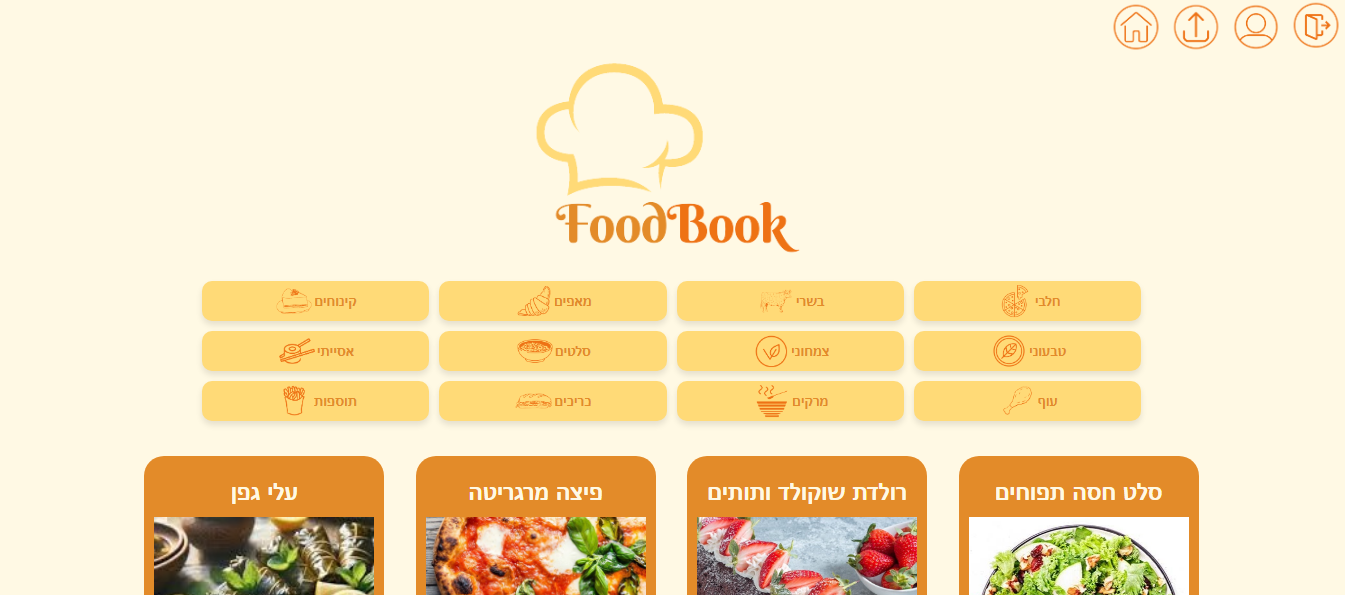 FoodBook
חלבי
בשרי
מאפים
קינוחים
טבעוני
צמחוני
סלטים
אסייתי
עוף
מרקים
כריכים
תוספות
סלט חסה תפוחים
רולדת שוקולד ותותים
פיצה מרגריטה
עלי גפן